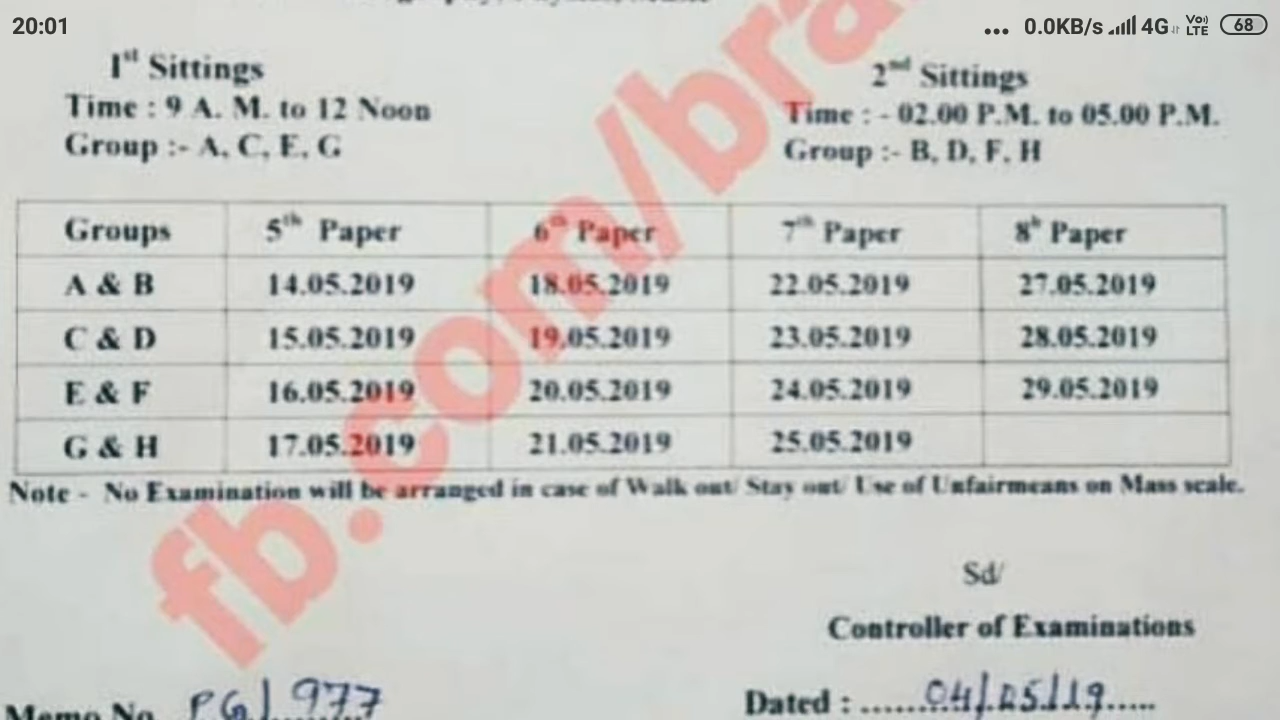 20:01
... 0.0KB/s 4G VoLTE 68
1st Sittings
Time : 9 A. M. to 12 Noon
Group :- A, C, E, G
2nd Sittings
Time : - 02.00 P.M. to 05.00 P.M.
Group :- B, D, F, H
Groups 5th Paper 6th Paper 7th Paper 8h Paper
A & B 14.05.2019 18.05.2019 22.05.2019 27.05.2019
C & D 15.05.2019 19.05.2019 23.05.2019 28.05.2019
E & F 16.05.2019 20.05.2019 24.05.2019 29.05.2019
G & H 17.05.2019 21.05.2019 25.05.2019
Note - No Examination will be arranged in case of Walk out/ Stay out/ Use of Unfairmeans on Mass scale.
fb.com/bra
Sd/
Controller of Examinations
Memo No. PG/977
Dated : ......04/05/19.....